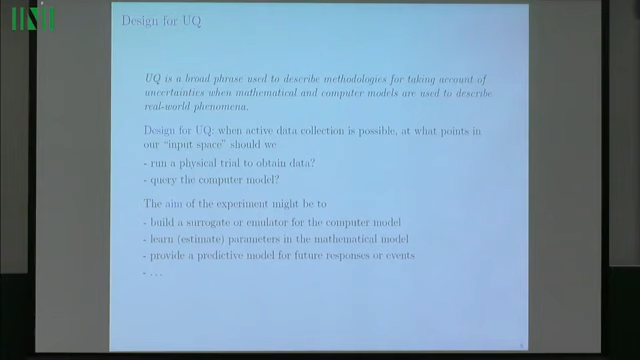 Design for UQ
UQ is a broad phrase used to describe methodologies for taking account of
uncertainties when mathematical and computer models are used to describe
real-world phenomena.
Design for UQ: when active data collection is possible, at what points in
our “input space” should we
- run a physical trial to obtain data?
- query the computer model?
The aim of the experiment might be to
- build a surrogate or emulator for the computer model
- learn (estimate) parameters in the mathematical model
- provide a predictive model for future responses or events
- ...